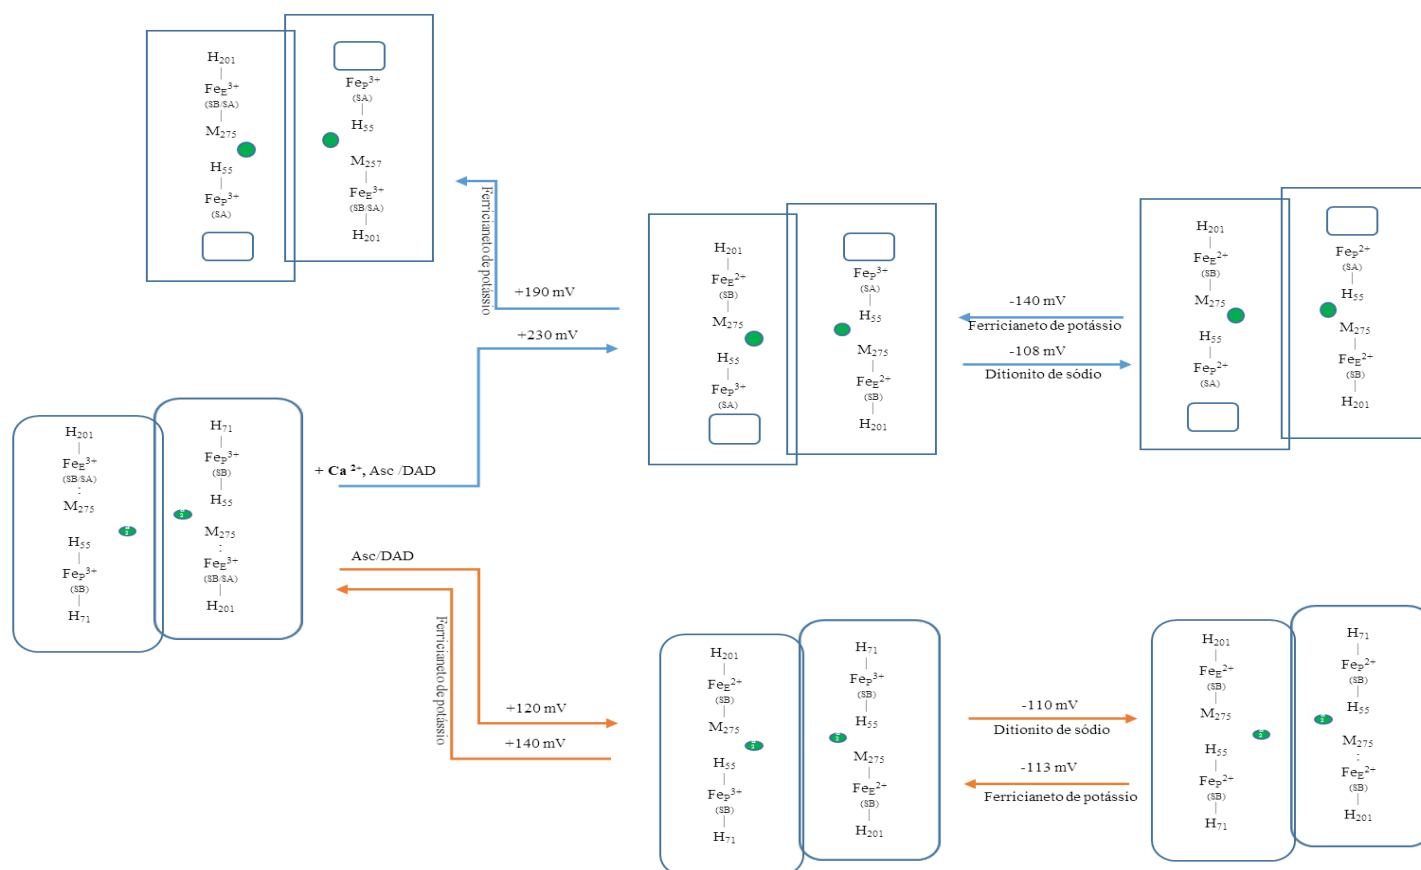 H201
FeE3+
(SB/SA)
M275
H55
FeP3+
(SA)
FeP3+
(SA)
H55
M257
FeE3+
(SB/SA)
H201
Ferricianeto de potássio
+190 mV
+230 mV
H201
FeE2+
(SB)
M275
H55
FeP3+
(SA)
FeP3+
(SA)
H55
M275
FeE2+
(SB)
H201
-140 mV
Ferricianeto de potássio
-108 mV
Ditionito de sódio
H201
FeE2+
(SB)
M275
H55
FeP2+
(SA)
FeP2+
(SA)
H55
M275
FeE2+
(SB)
H201
H201
FeE3+
(SB/SA)
:
M275
H55
FeP3+
(SB)
H71
H71
FeP3+
(SB)
H55
M275
:
FeE3+
(SB/SA)
H201
+ Ca 2+, Asc /DAD
Asc/DAD
Ferricianeto de potássio
+120 mV
+140 mV
H201
FeE2+
(SB)
M275
H55
FeP3+
(SB)
H71
H71
FeP3+
(SB)
H55
M275
FeE2+
(SB)
H201
-110 mV
Ditionito de sódio
-113 mV
Ferricianeto de potássio
H201
FeE2+
(SB)
M275
H55
FeP2+
(SB)
H71
H71
FeP2+
(SB)
H55
M275
:
FeE2+
(SB)
H201